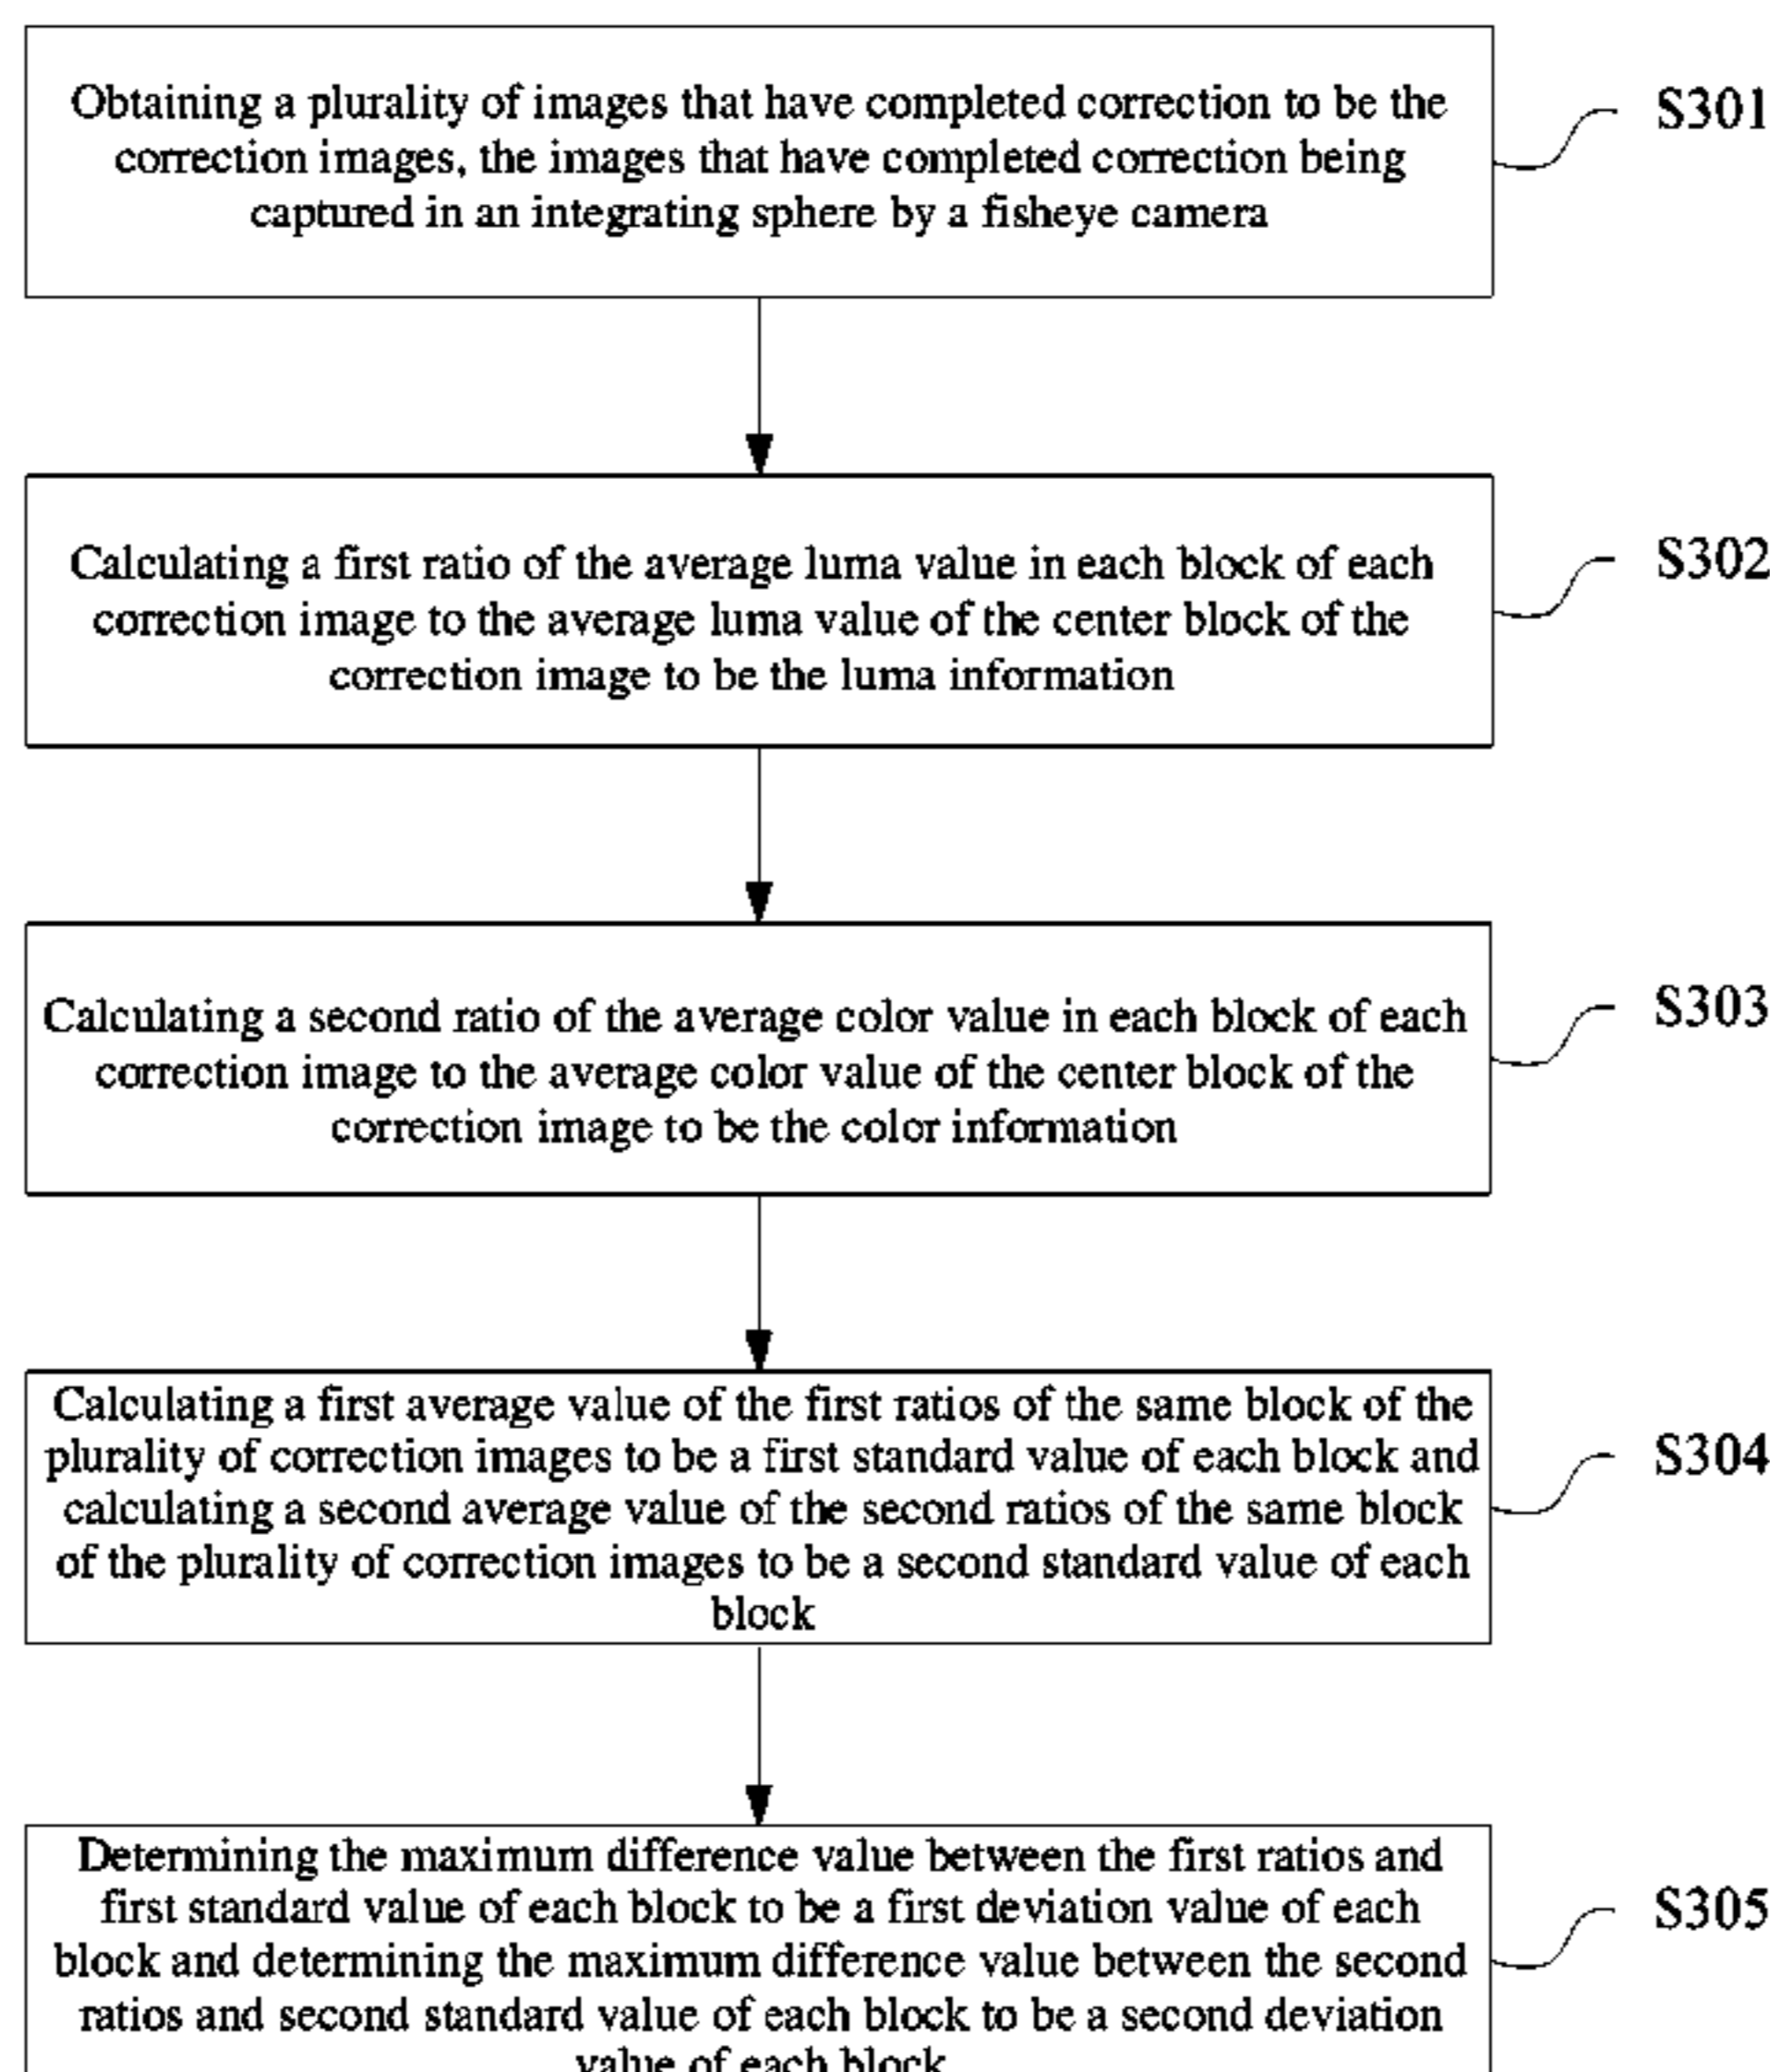 Obtaining a plurality of images that have completed correction to be the
correction images, the images that have completed correction being
captured in an integrating sphere by a fisheye camera
S301
Calculating a first ratio of the average luma value in each block of each
correction image to the average luma value of the center block of the
correction image to be the luma information
S302
Calculating a second ratio of the average color value in each block of each
correction image to the average color value of the center block of the
correction image to be the color information
S303
Calculating a first average value of the first ratios of the same block of the
plurality of correction images to be a first standard value of each block and
calculating a second average value of the second ratios of the same block
of the plurality of correction images to be a second standard value of each
block
S304
Determining the maximum difference value between the first ratios and
first standard value of each block to be a first deviation value of each
block and determining the maximum difference value between the second
ratios and second standard value of each block to be a second deviation
value of each block
S305